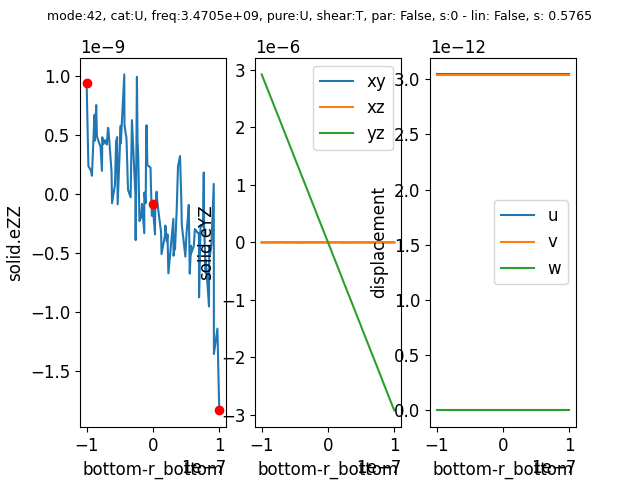 mode:42, cat:U, freq:3.4705e+09, pure:U, shear:T, par: False, s:0 - lin: False, s: 0.5765
1e−9
1.0
0.5
0.0
−0.5
−1.0
−1.5
solid.eZZ
−1
0
1
bottom-r_bottom
1e−7
1e−6
3
2
1
0
−1
−2
−3
solid.eYZ
xy
xz
yz
−1
0
1
bottom-r_bottom
1e−7
1e−12
3.0
2.5
2.0
1.5
1.0
0.5
0.0
displacement
u
v
w
−1
0
1
bottom-r_bottom
1e−7